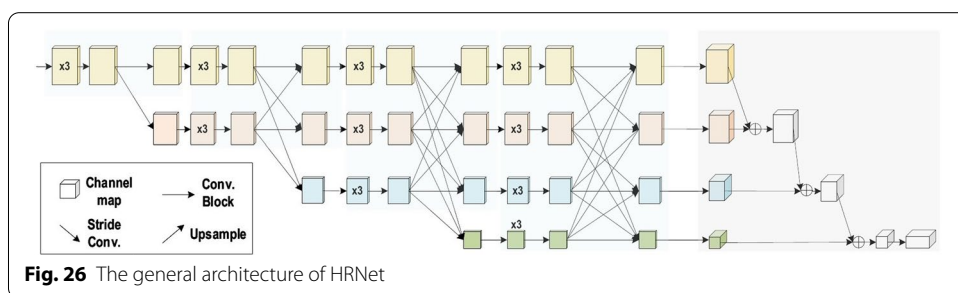 x3 x3 x3 x3
x3 x3 x3
x3 x3
x3
Channel map
Conv. Block
Stride Conv.
Upsample
Fig. 26 The general architecture of HRNet